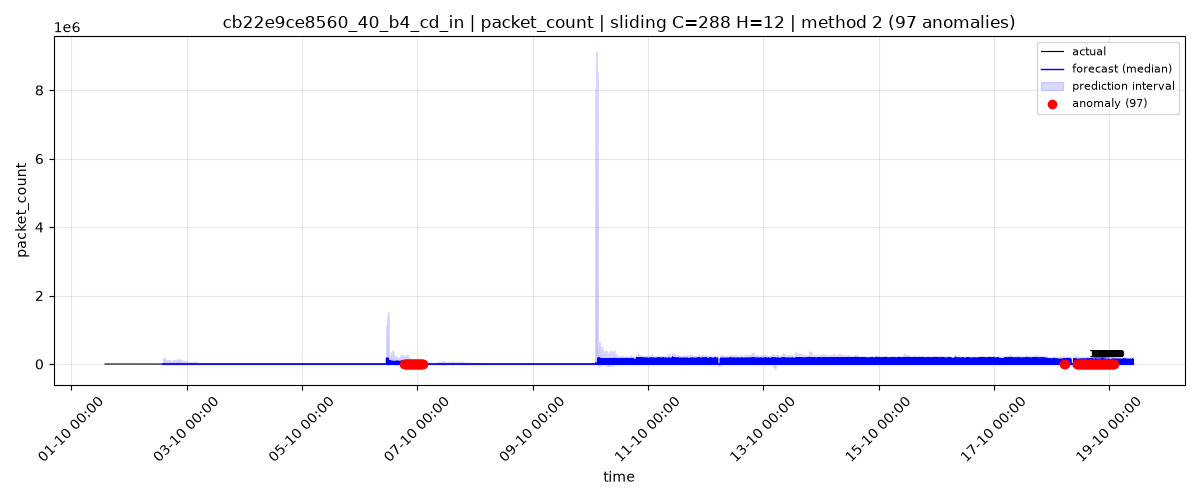 cb22e9ce8560_40_b4_cd_in | packet_count | sliding C=288 H=12 | method 2 (97 anomalies)
1e6
actual
forecast (median)
prediction interval
anomaly (97)
8
6
4
2
0
packet_count
01-10 00:00
03-10 00:00
05-10 00:00
07-10 00:00
09-10 00:00
11-10 00:00
13-10 00:00
15-10 00:00
17-10 00:00
19-10 00:00
time